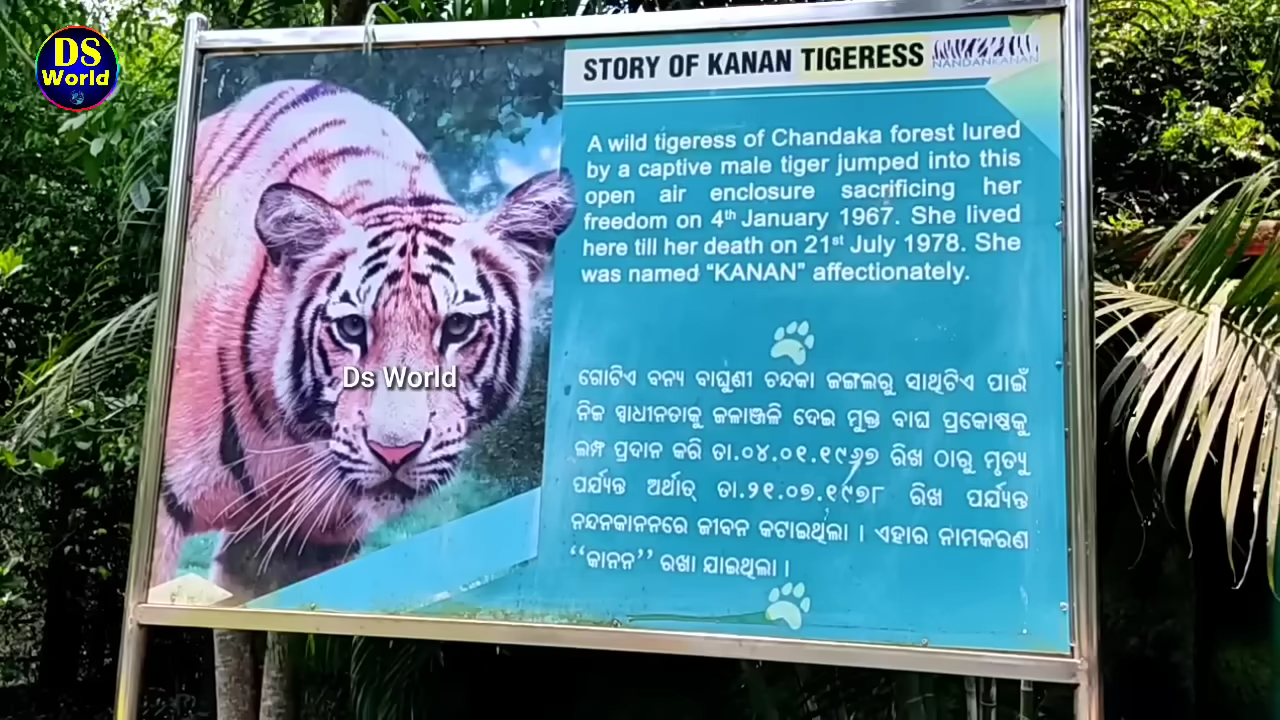 DS
World
STORY OF KANAN TIGERESS
NANDANKANAN
A wild tigeress of Chandaka forest lured
by a captive male tiger jumped into this
open air enclosure sacrificing her
freedom on 4th January 1967. She lived
here till her death on 21st July 1978. She
was named “KANAN” affectionately.
Ds World
ଗୋଟିଏ ବନ୍ୟ ବାଘୁଣୀ ଚନ୍ଦକା ଜଙ୍ଗଲରୁ ସାଥିଟିଏ ପାଇଁ
ନିଜ ସ୍ୱାଧୀନତାକୁ ଜଳାଞ୍ଜଳି ଦେଇ ମୁକ୍ତ ବାଘ ପ୍ରକୋଷ୍ଠକୁ
ଲମ୍ଫ ପ୍ରଦାନ କରି ତା.୦୪.୦୧.୧୯୬୭ ରିଖ ଠାରୁ ମୃତ୍ୟୁ
ପର୍ଯ୍ୟନ୍ତ ଅର୍ଥାତ୍ ତା.୨୧.୦୭.୧୯୭୮ ରିଖ ପର୍ଯ୍ୟନ୍ତ
ନନ୍ଦନକାନନରେ ଜୀବନ କଟାଇଥିଲା । ଏହାର ନାମକରଣ
‘‘କାନନ’’ ରଖା ଯାଇଥିଲା ।